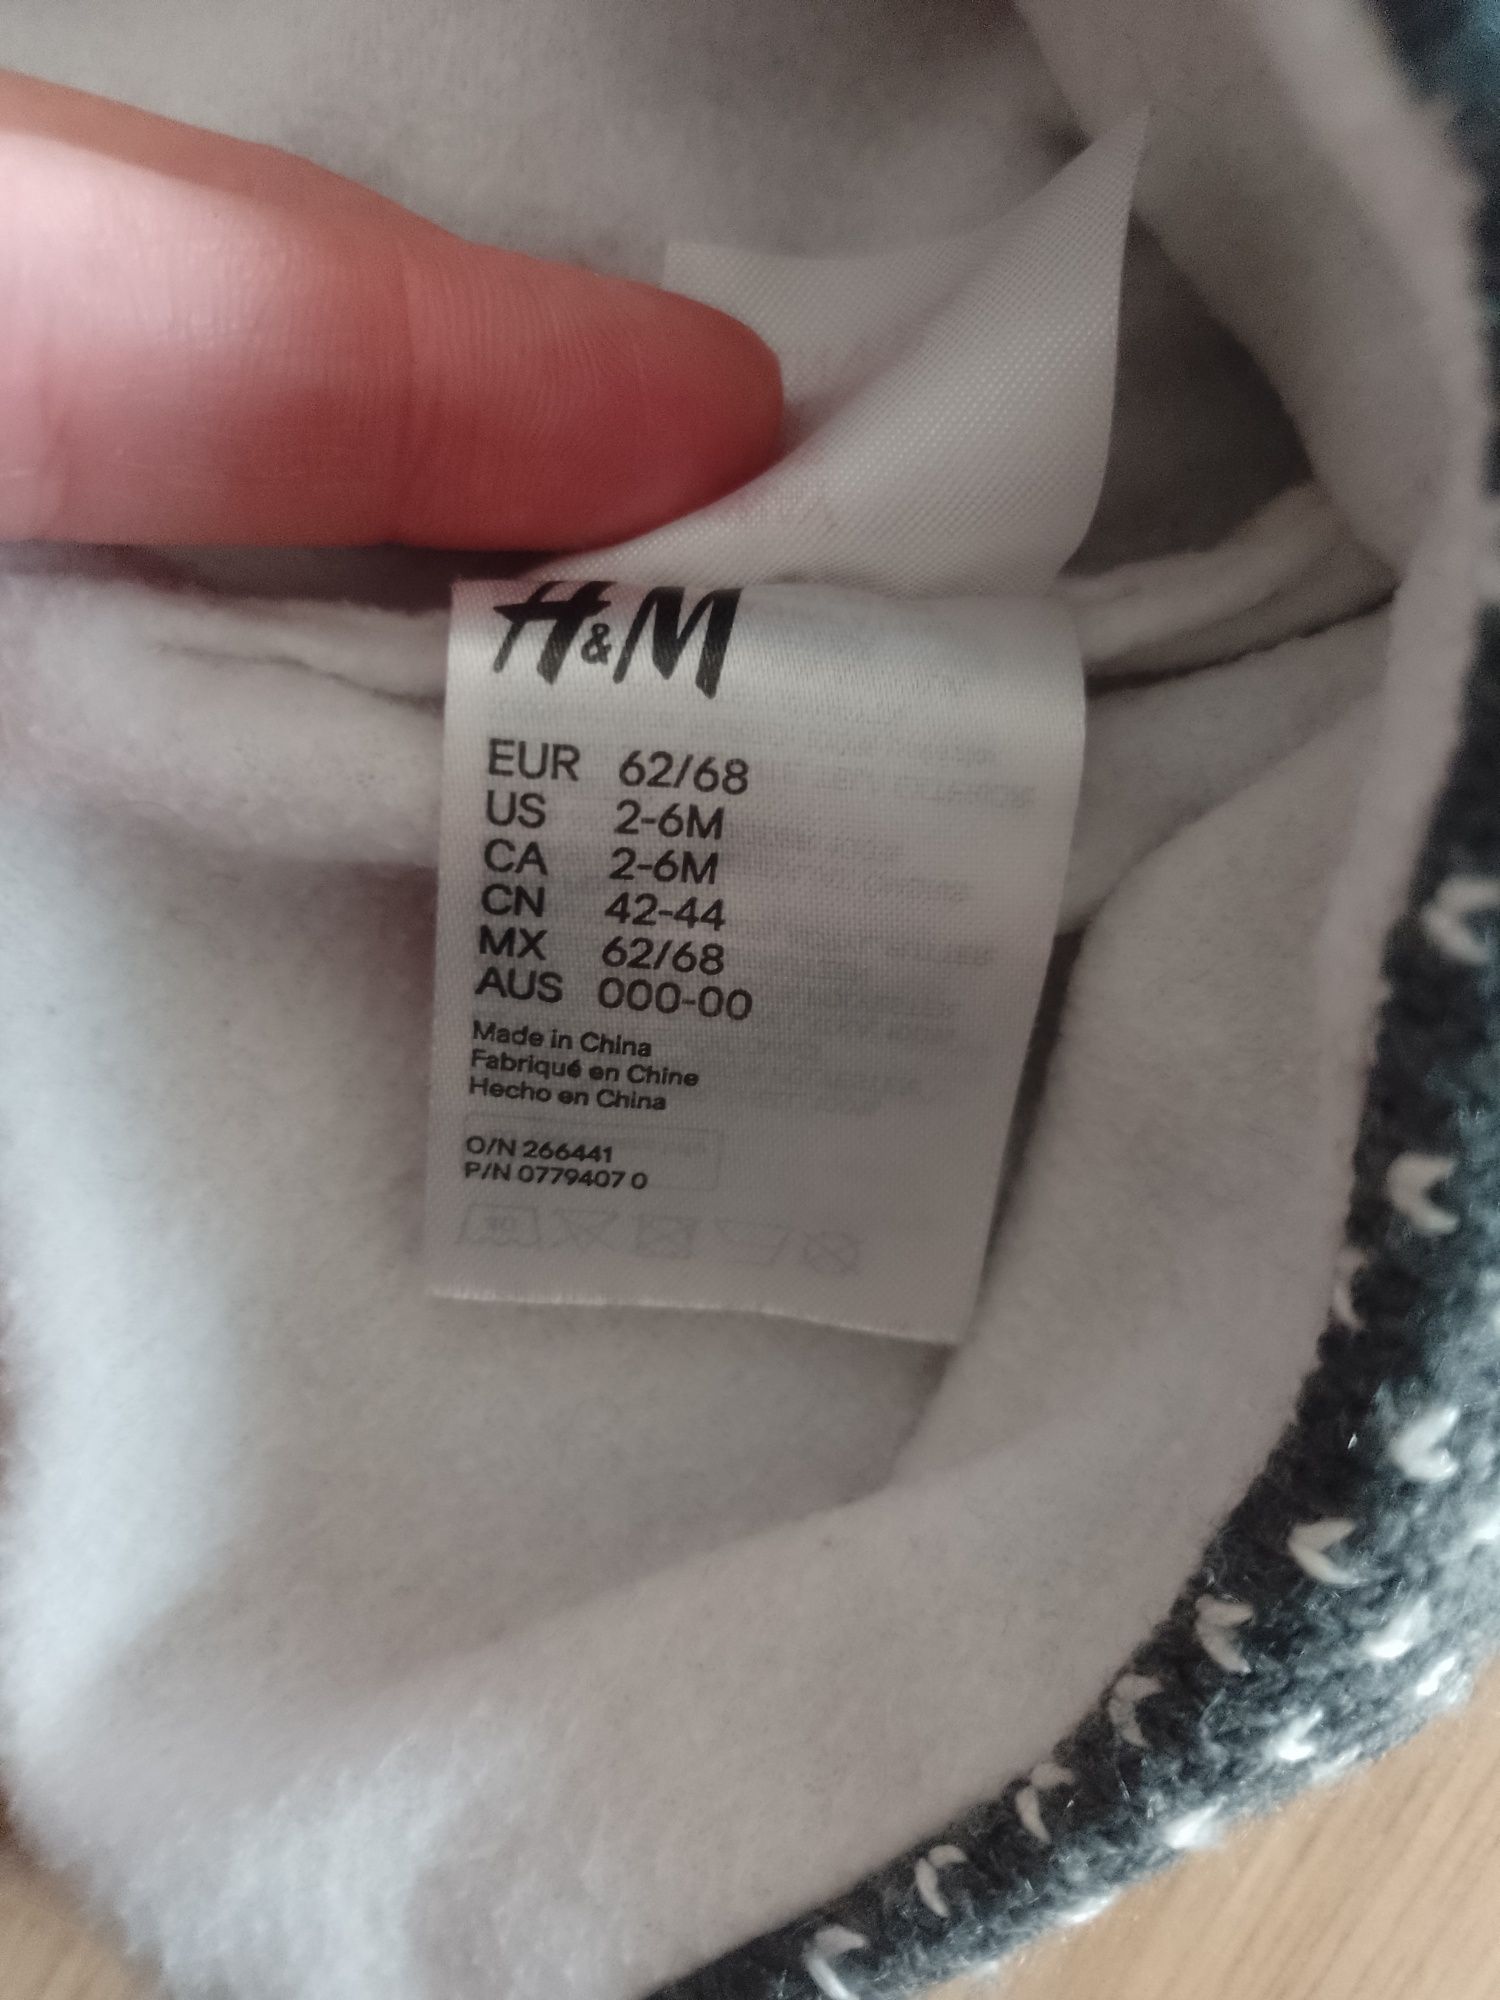 H&M
EUR 62/68
US 2-6M
CA 2-6M
CN 42-44
MX 62/68
AUS 000-00
Made in China
Fabriqué en Chine
Hecho en China
O/N 266441
P/N 0779407 0